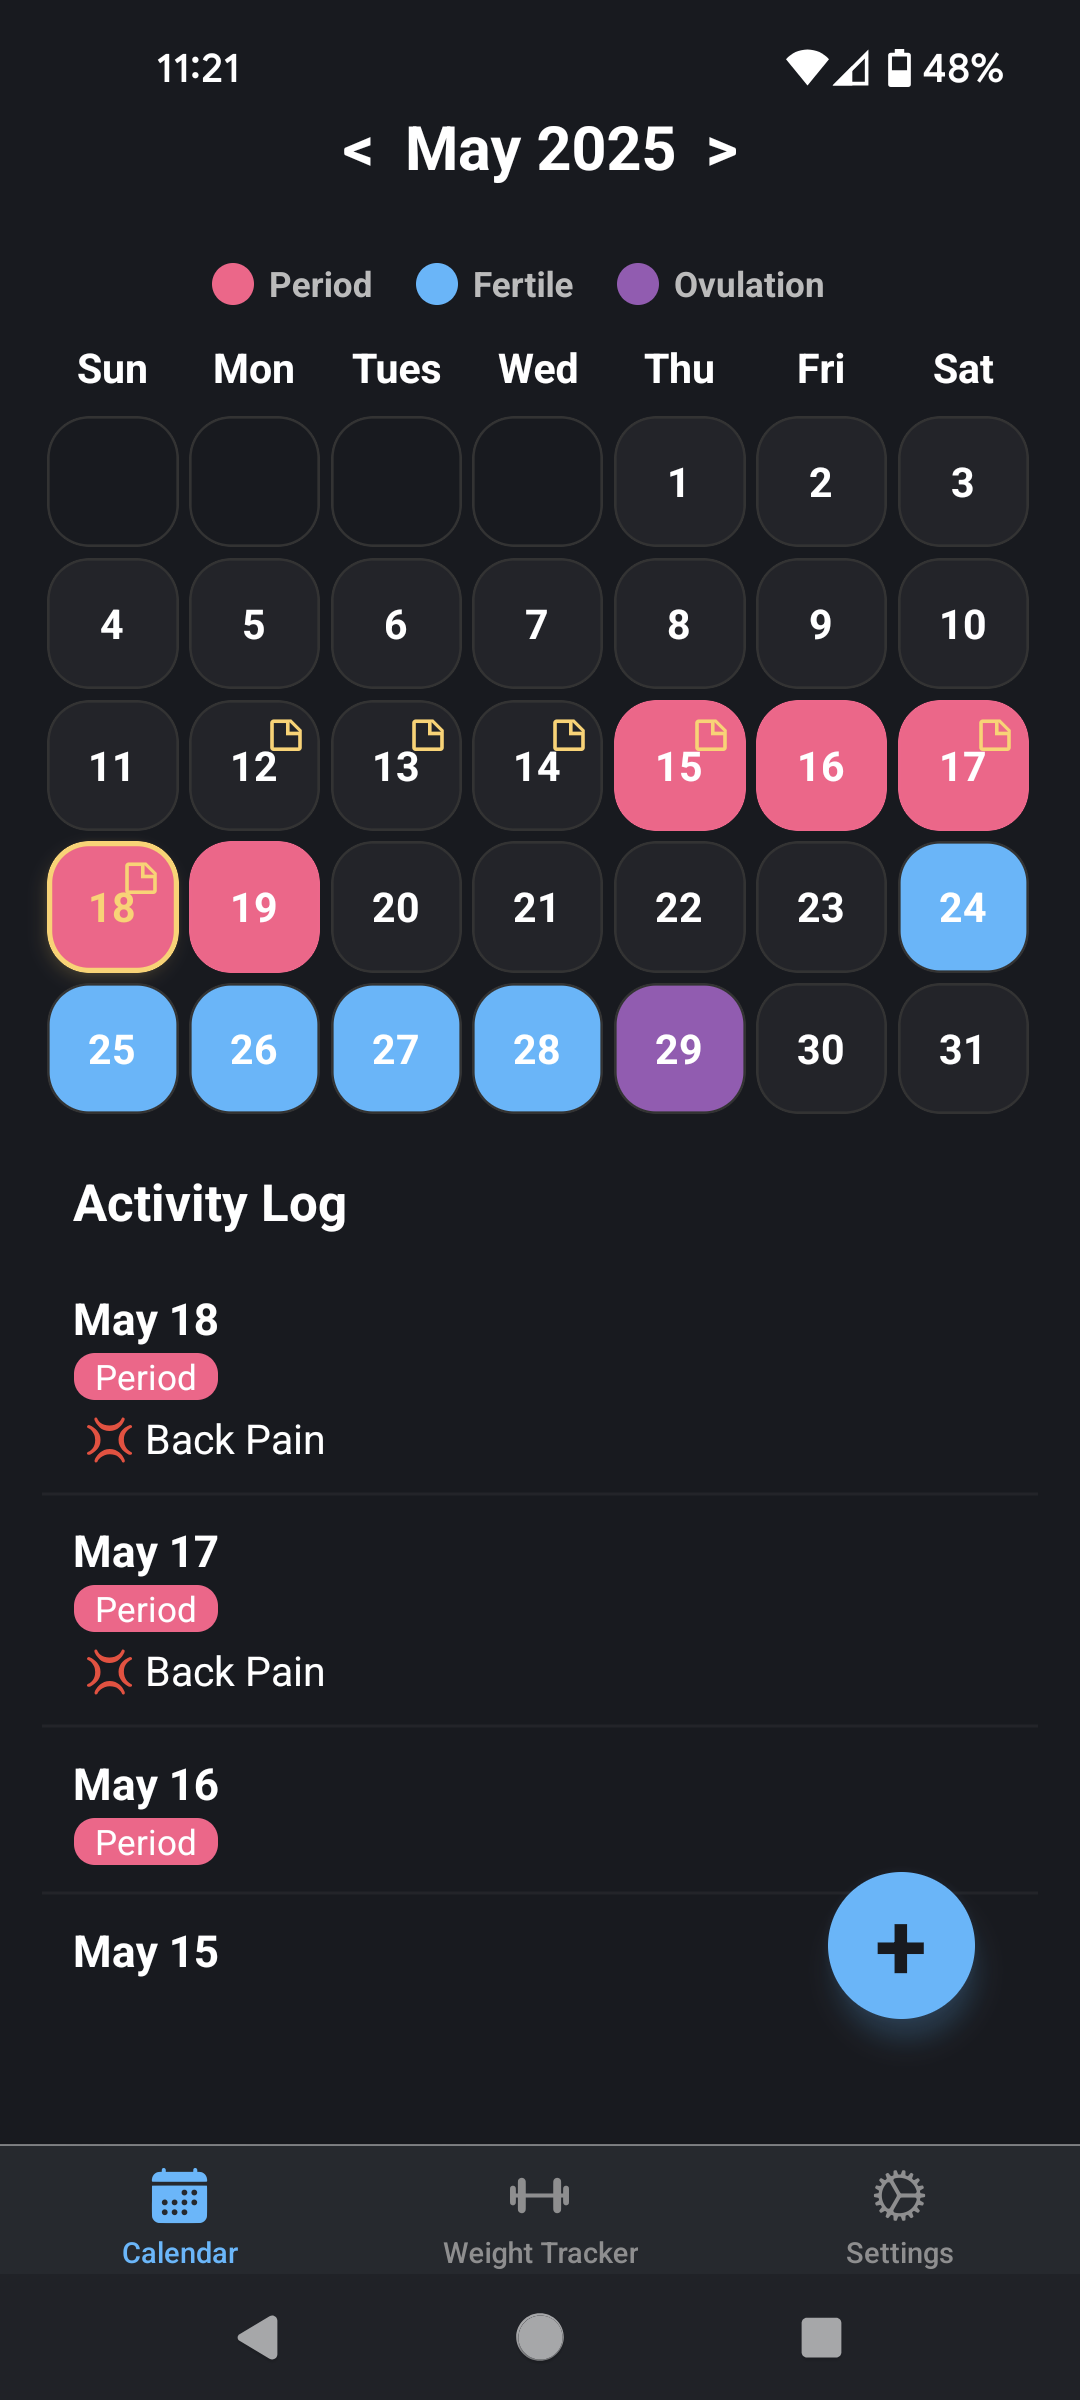 11:21 48%
< May 2025 >
Period Fertile Ovulation
Sun Mon Tues Wed Thu Fri Sat
1 2 3
4 5 6 7 8 9 10
11 12 13 14 15 16 17
18 19 20 21 22 23 24
25 26 27 28 29 30 31
Activity Log
May 18
Period
Back Pain
May 17
Period
Back Pain
May 16
Period
May 15
+
Calendar Weight Tracker Settings